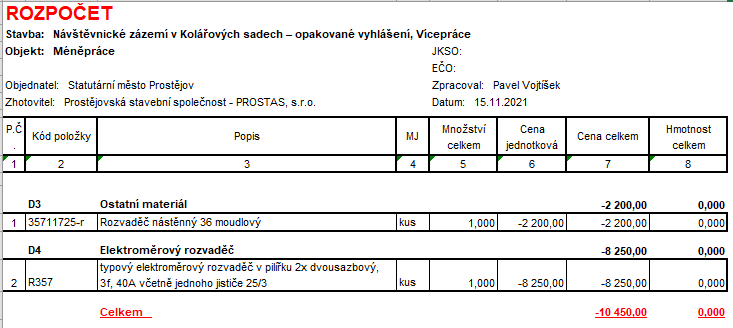 ROZPOČET
Stavba: Návštěvnické zázemí v Kolářových sadech – opakované vyhlášení, Vícepráce
Objekt: Méněpráce JKSO:
EČO:
Objednatel: Statutární město Prostějov Zpracoval: Pavel Vojtíšek
Zhotovitel: Prostějovská stavební společnost - PROSTAS, s.r.o. Datum: 15.11.2021
P.Č. Kód položky Popis MJ Množství celkem Cena jednotková Cena celkem Hmotnost celkem
1 2 3 4 5 6 7 8
D3 Ostatní materiál -2 200,00 0,000
1 35711725-r Rozvaděč nástěnný 36 moudlový kus 1,000 -2 200,00 -2 200,00 0,000
D4 Elektroměrový rozvaděč -8 250,00 0,000
2 R357 typový elektroměrový rozvaděč v pilířku 2x dvousazbový,
3f, 40A včetně jednoho jističe 25/3 kus 1,000 -8 250,00 -8 250,00 0,000
Celkem -10 450,00 0,000